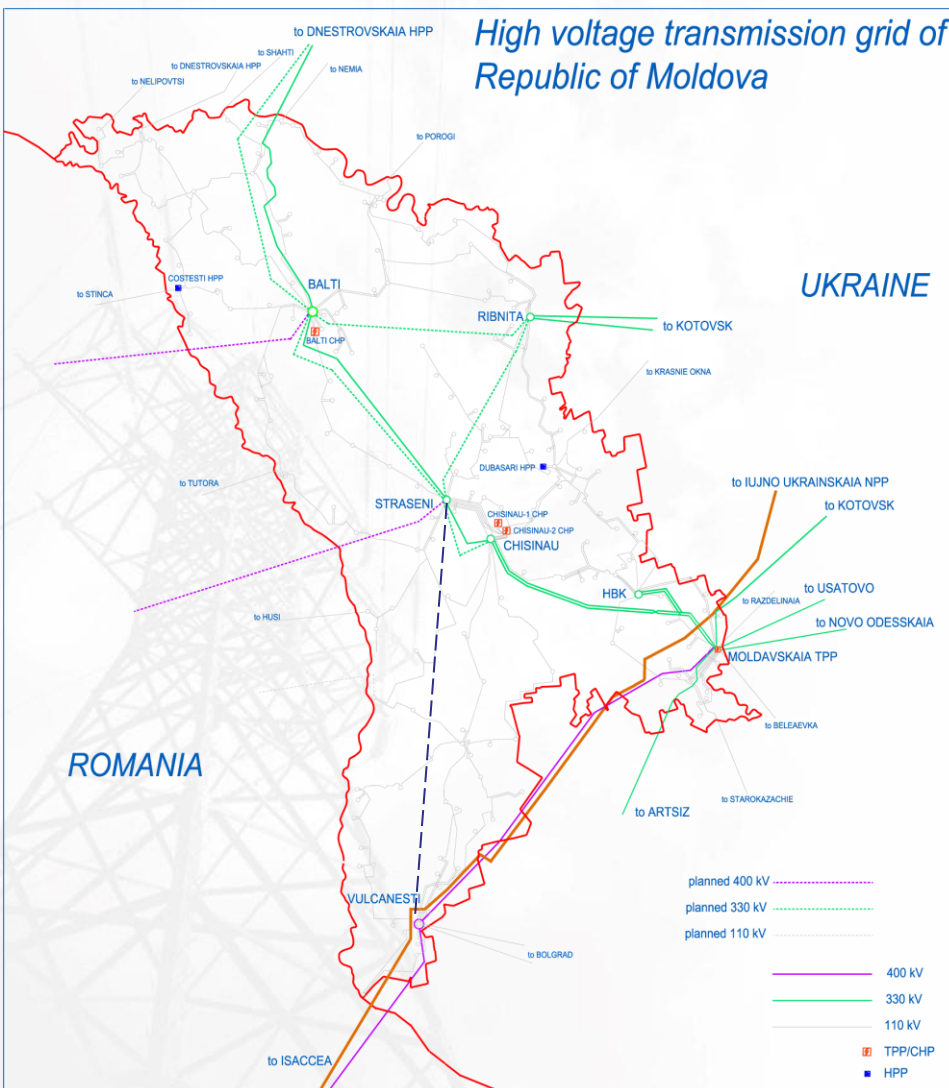 High voltage transmission grid of
Republic of Moldova
to DNESTROVSKAIA HPP
to SHAHTI
to DNESTROVSKAIA HPP
to NEMIA
to NELIPOVTSI
to POROGI
UKRAINE
COSTESTI HPP
to STINCA
BALTI
BALTI CHP
RIBNITA
to KOTOVSK
to KRASNIE OKNA
DUBASARI HPP
to TUTORA
to IUJNO UKRAINSKAIA NPP
STRASENI
to KOTOVSK
CHISINAU-1 CHP
CHISINAU-2 CHP
CHISINAU
HBK
to USATOVO
to RAZDELINAIA
to HUSI
to NOVO ODESSKAIA
MOLDAVSKAIA TPP
to BELEAEVKA
ROMANIA
to STAROKAZACHIE
to ARTSIZ
VULCANESTI
to BOLGRAD
to ISACCEA
planned 400 kV
planned 330 kV
planned 110 kV
400 kV
330 kV
110 kV
TPP/CHP
HPP